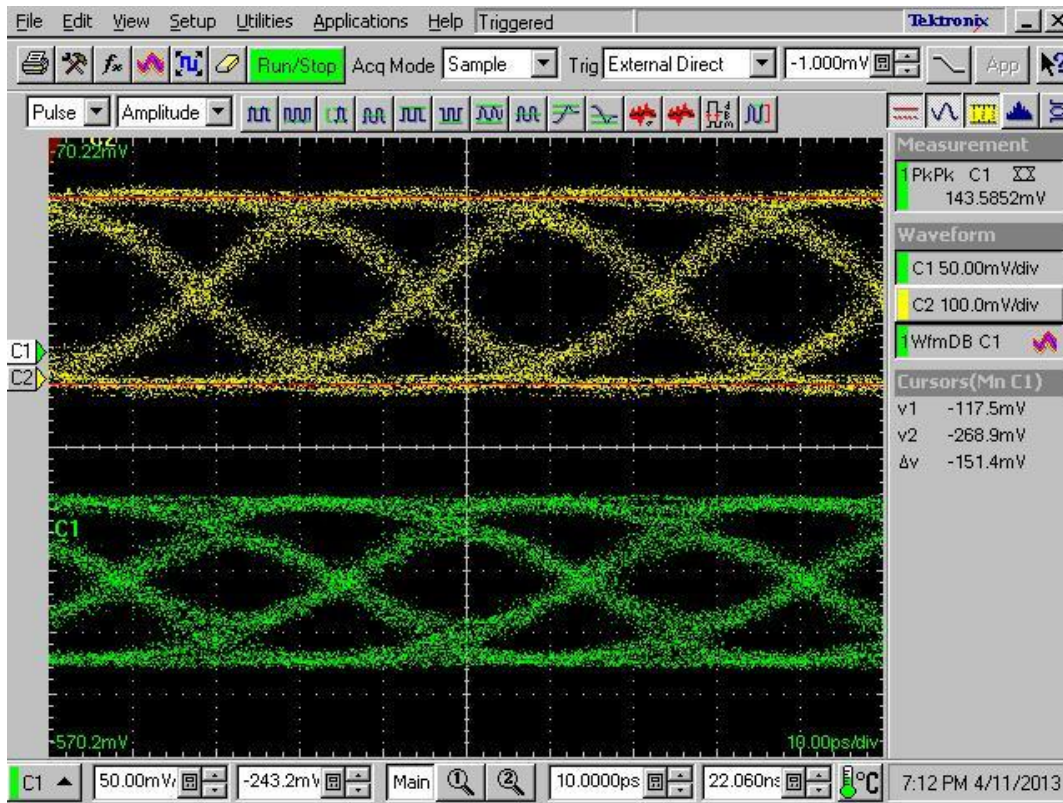 File Edit View Setup Utilities Applications Help Triggered Tektronix
Run/Stop Acq Mode Sample Trig External Direct -1.000mV App
Pulse Amplitude
C2
-70.22mV
Measurement
1 PkPk C1
143.5852mV
Waveform
C1 50.00mV/div
C2 100.0mV/div
1 WfmDB C1
C1
C2
Cursors(Mn C1)
v1 -117.5mV
v2 -268.9mV
Δv -151.4mV
C1
-570.2mV 10.00ps/div
C1 50.00mV/ -243.2mV Main 1 2 10.0000ps 22.060ns °C 7:12 PM 4/11/2013